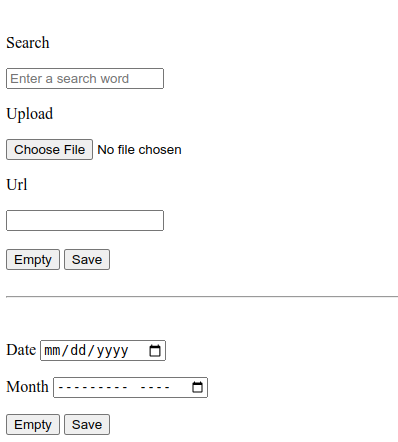 Search
Enter a search word
Upload
Choose File No file chosen
Url
Empty Save
Date mm/dd/yyyy
Month --------- ----
Empty Save